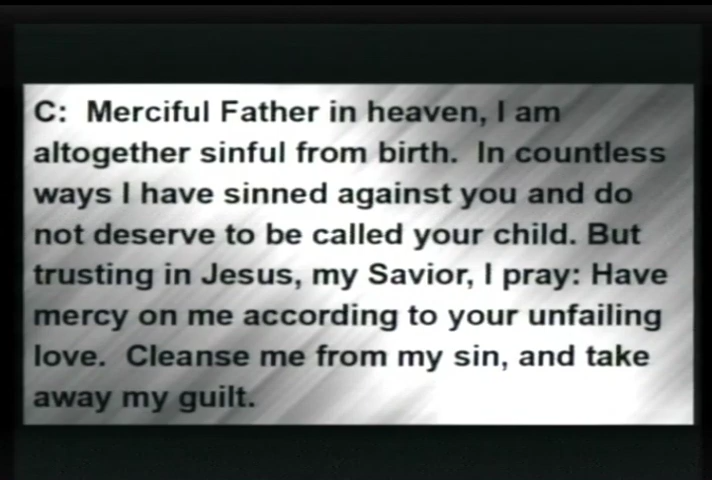 C:  Merciful Father in heaven, I am
altogether sinful from birth.  In countless
ways I have sinned against you and do
not deserve to be called your child. But
trusting in Jesus, my Savior, I pray: Have
mercy on me according to your unfailing
love.  Cleanse me from my sin, and take
away my guilt.